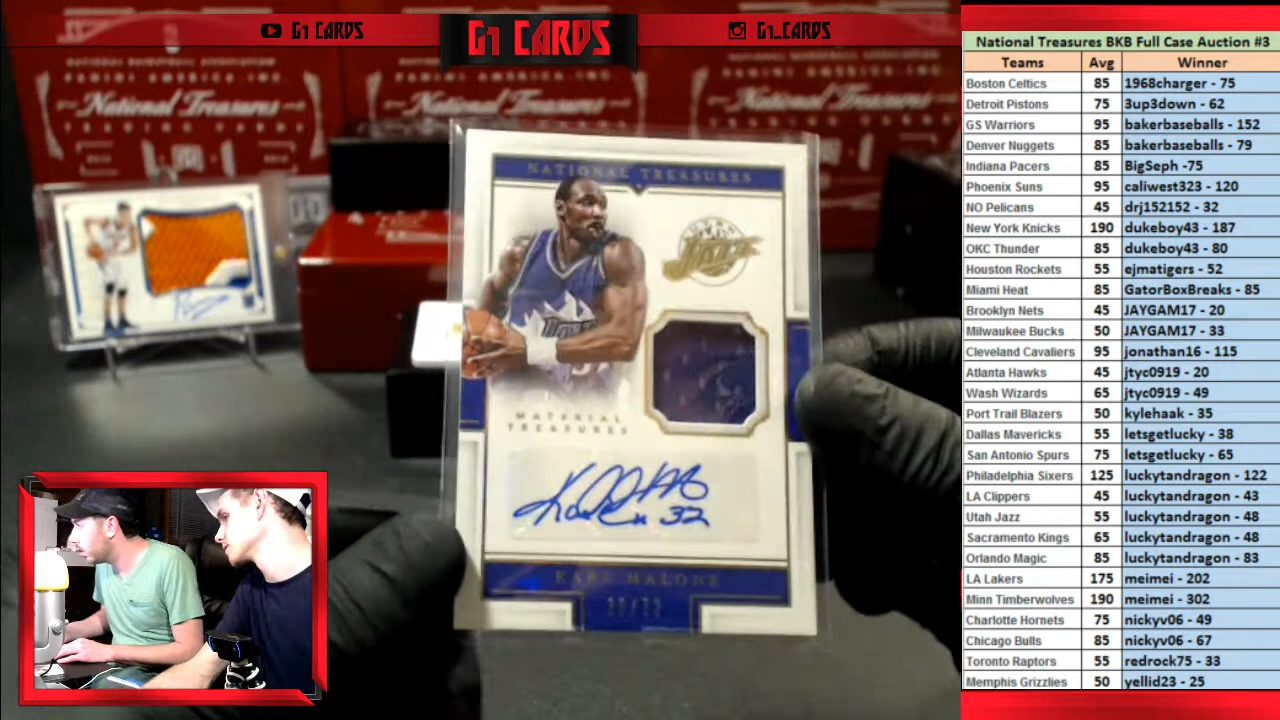 G1 CARDS
G1 CARDS
G1_CARDS
National Treasures
National Treasures
NATIONAL TREASURES
JAZZ
MATERIAL
TREASURES
32
KARL MALONE
National Treasures BKB Full Case Auction #3
Teams Avg Winner
Boston Celtics 85 1968charger - 75
Detroit Pistons 75 3up3down - 62
GS Warriors 95 bakerbaseballs - 152
Denver Nuggets 85 bakerbaseballs - 79
Indiana Pacers 85 BigSeph -75
Phoenix Suns 95 caliwest323 - 120
NO Pelicans 45 drj152152 - 32
New York Knicks 190 dukeboy43 - 187
OKC Thunder 85 dukeboy43 - 80
Houston Rockets 55 ejmatigers - 52
Miami Heat 85 GatorBoxBreaks - 85
Brooklyn Nets 45 JAYGAM17 - 20
Milwaukee Bucks 50 JAYGAM17 - 33
Cleveland Cavaliers 95 jonathan16 - 115
Atlanta Hawks 45 jtyc0919 - 20
Wash Wizards 65 jtyc0919 - 49
Port Trail Blazers 50 kylehaak - 35
Dallas Mavericks 55 letsgetlucky - 38
San Antonio Spurs 75 letsgetlucky - 65
Philadelphia Sixers 125 luckytandragon - 122
LA Clippers 45 luckytandragon - 43
Utah Jazz 55 luckytandragon - 48
Sacramento Kings 65 luckytandragon - 48
Orlando Magic 85 luckytandragon - 83
LA Lakers 175 meimei - 202
Minn Timberwolves 190 meimei - 302
Charlotte Hornets 75 nickyv06 - 49
Chicago Bulls 85 nickyv06 - 67
Toronto Raptors 55 redrock75 - 33
Memphis Grizzlies 50 yellid23 - 25